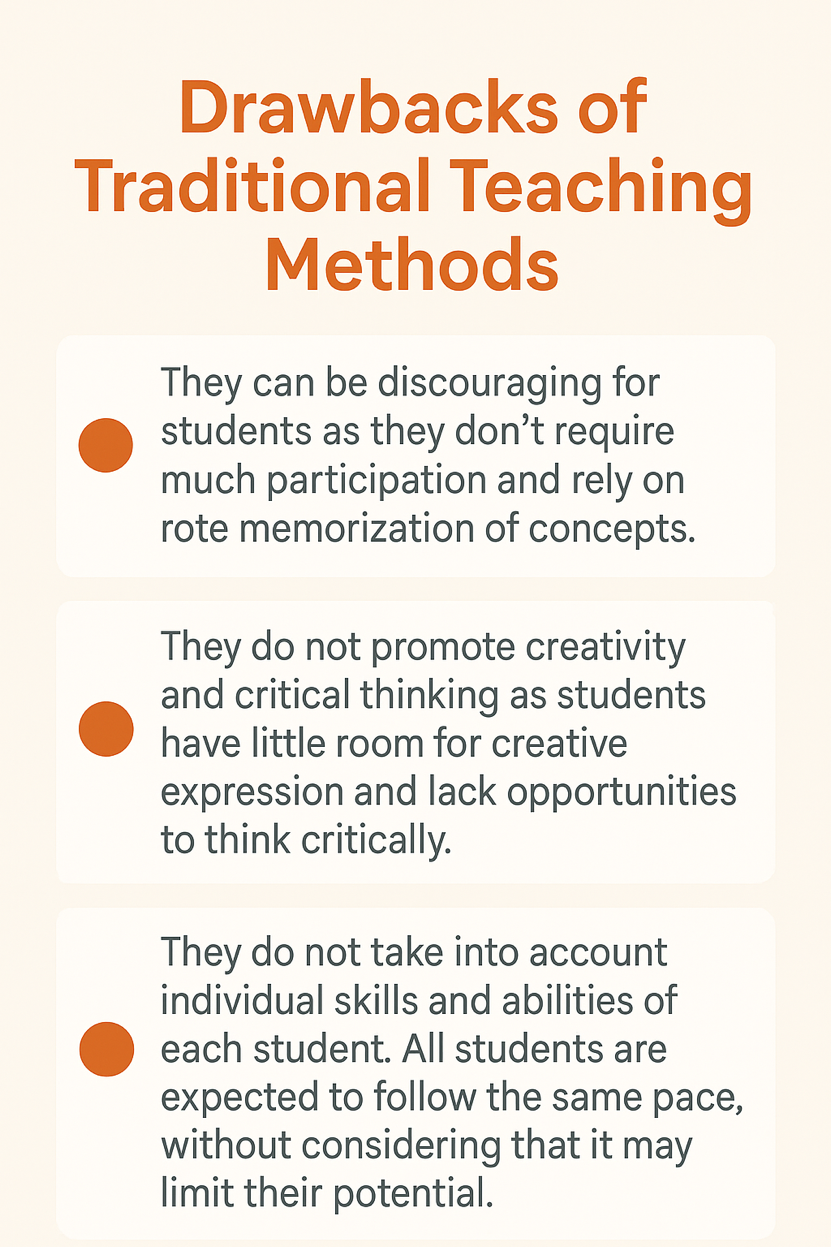 Drawbacks of
Traditional Teaching
Methods
They can be discouraging for
students as they don’t require
much participation and rely on
rote memorization of concepts.
They do not promote creativity
and critical thinking as students
have little room for creative
expression and lack opportunities
to think critically.
They do not take into account
individual skills and abilities of
each student. All students are
expected to follow the same pace,
without considering that it may
limit their potential.